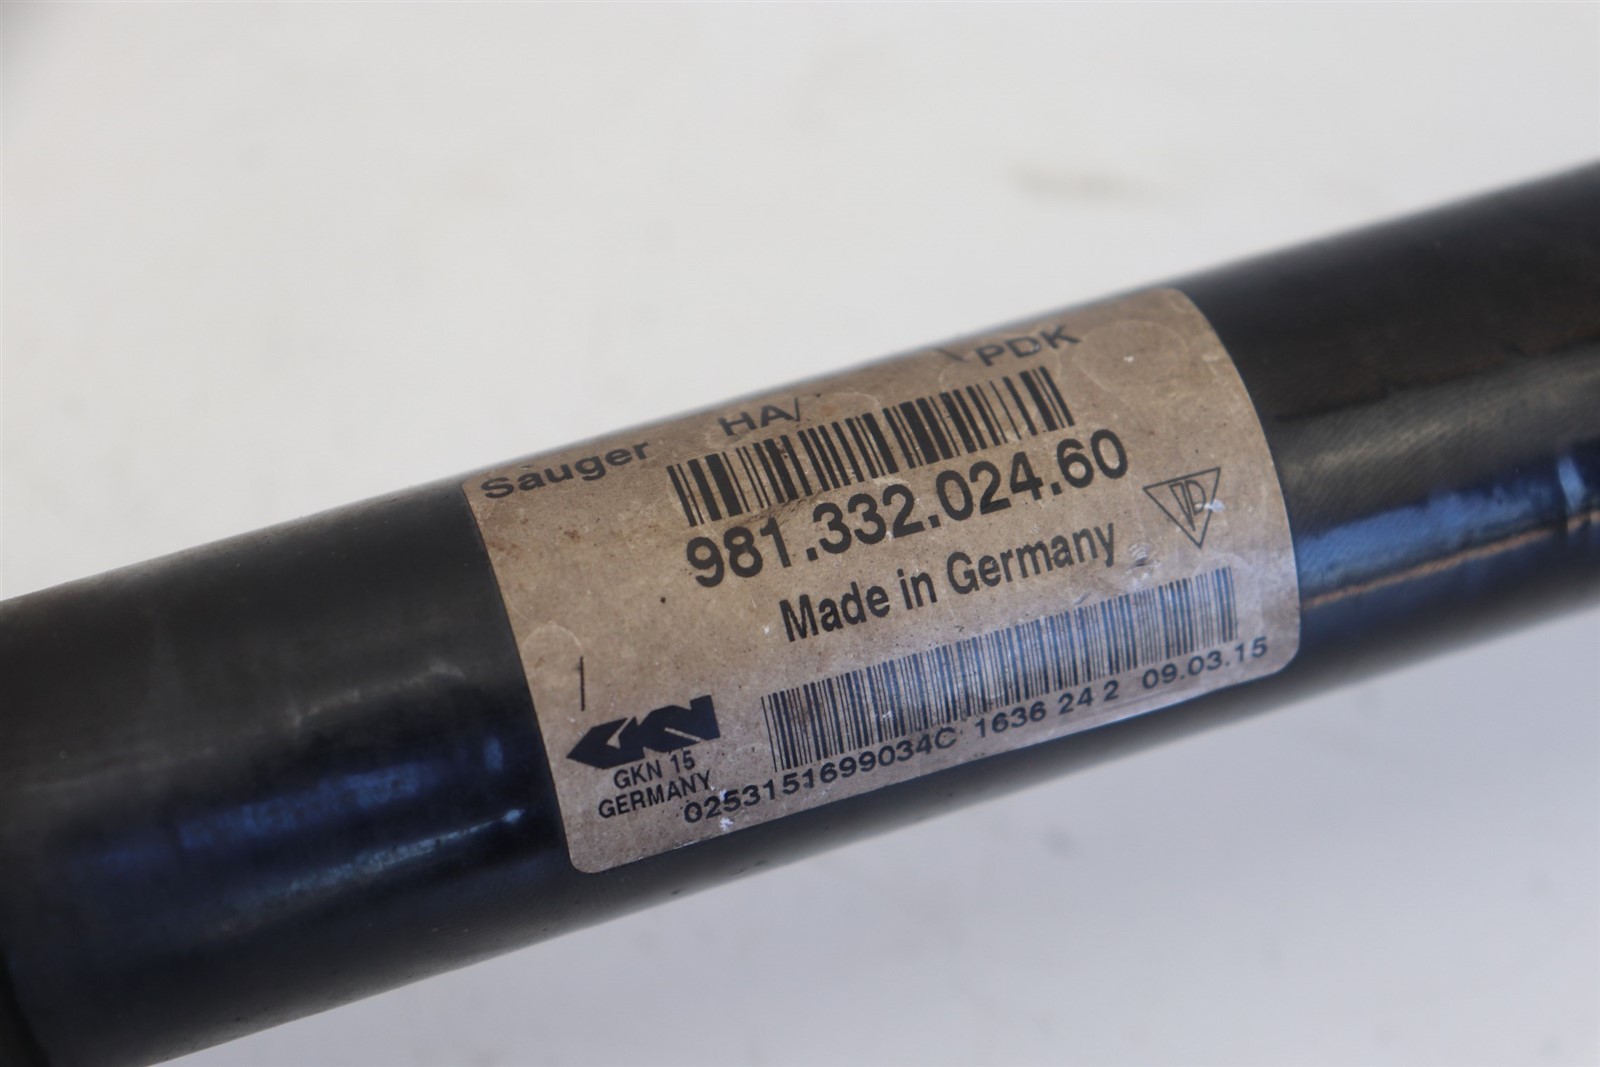 Sauger HA/ PDK
981.332.024.60
Made in Germany
GKN
GKN 15
GERMANY
0253151699034C 1636 24 2 09.03.15